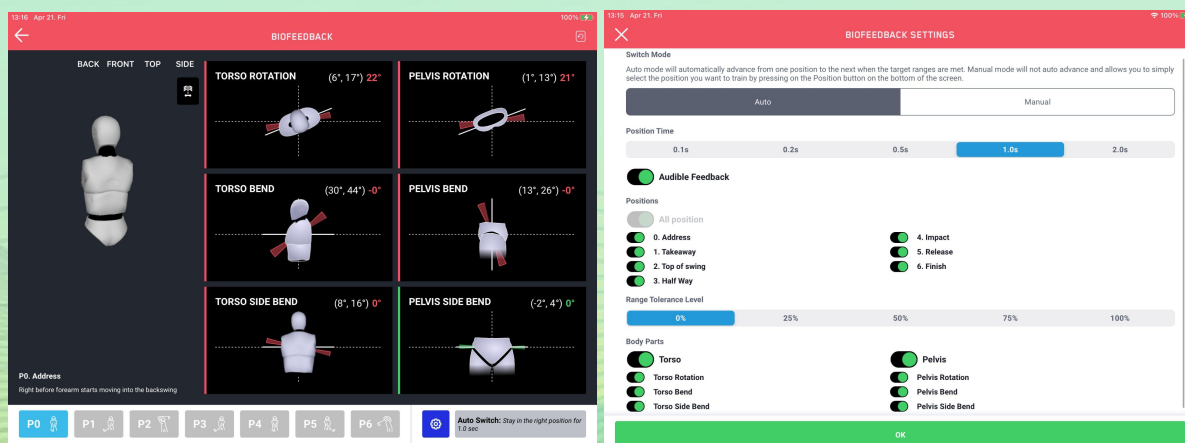 13:16 Apr 21. Fri
100%
BIOFEEDBACK
BACK FRONT TOP SIDE
TORSO ROTATION (6°, 17°) 22°
PELVIS ROTATION (1°, 13°) 21°
TORSO BEND (30°, 44°) -0°
PELVIS BEND (13°, 26°) -0°
TORSO SIDE BEND (8°, 16°) 0°
PELVIS SIDE BEND (-2°, 4°) 0°
P0. Address
Right before forearm starts moving into the backswing
P0 P1 P2 P3 P4 P5 P6
Auto Switch: Stay in the right position for
1.0 sec
13:15 Apr 21. Fri
100%
BIOFEEDBACK SETTINGS
Switch Mode
Auto mode will automatically advance from one position to the next when the target ranges are met. Manual mode will not auto advance and allows you to simply
select the position you want to train by pressing on the Position button on the bottom of the screen.
Auto Manual
Position Time
0.1s 0.2s 0.5s 1.0s 2.0s
Audible Feedback
Positions
All position
0. Address
1. Takeaway
2. Top of swing
3. Half Way
4. Impact
5. Release
6. Finish
Range Tolerance Level
0% 25% 50% 75% 100%
Body Parts
Torso
Torso Rotation
Torso Bend
Torso Side Bend
Pelvis
Pelvis Rotation
Pelvis Bend
Pelvis Side Bend
OK